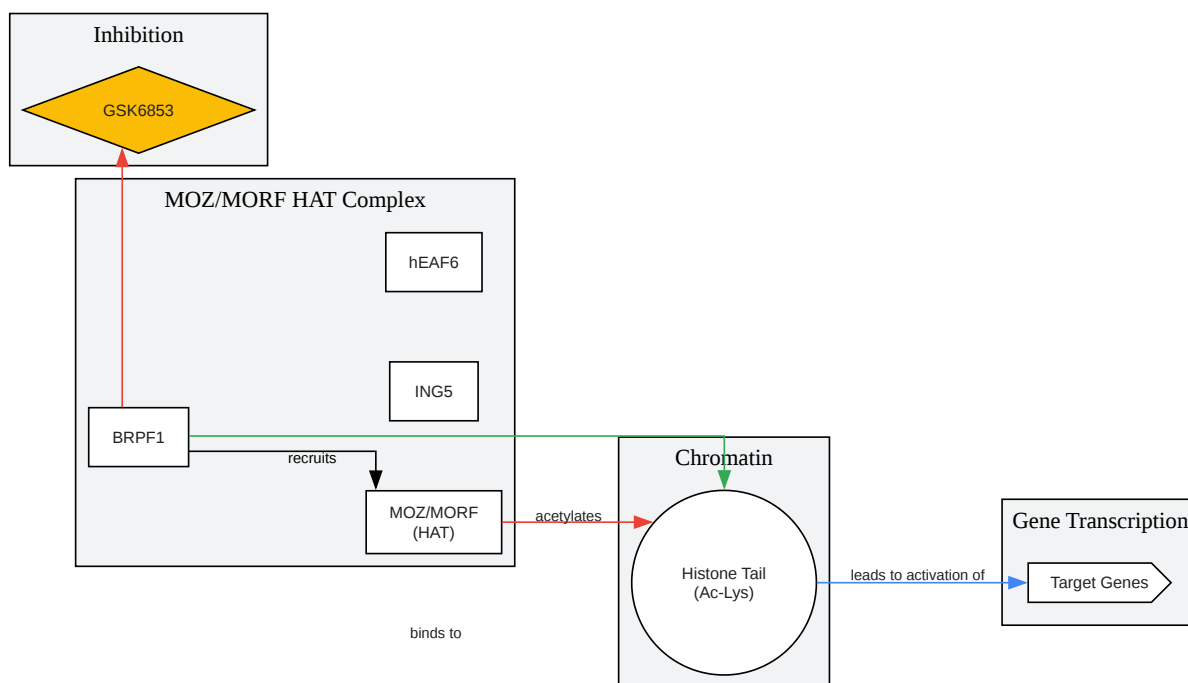 Inhibition
GSK6853
MOZ/MORF HAT Complex
hEAF6
ING5
BRPF1
recruits
MOZ/MORF
(HAT)
acetylates
Chromatin
Histone Tail
(Ac-Lys)
leads to activation of
Gene Transcription
Target Genes
binds to